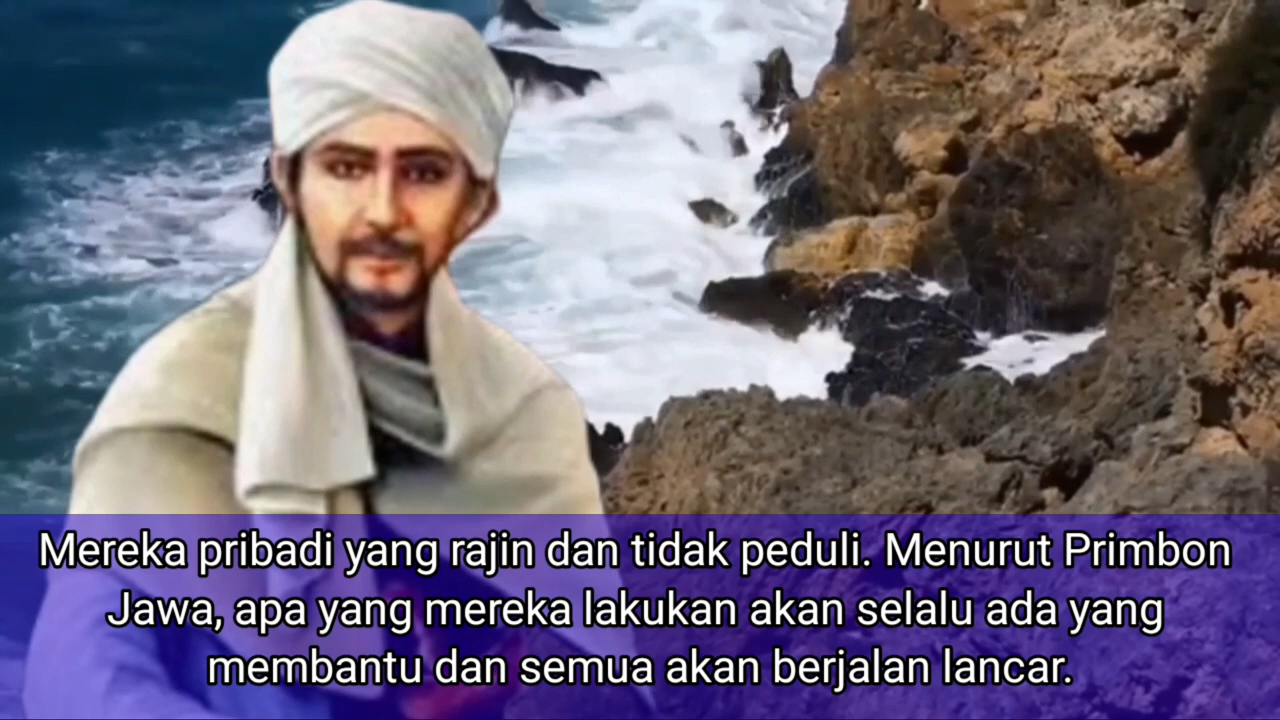 Mereka pribadi yang rajin dan tidak peduli. Menurut Primbon
Jawa, apa yang mereka lakukan akan selalu ada yang
membantu dan semua akan berjalan lancar.